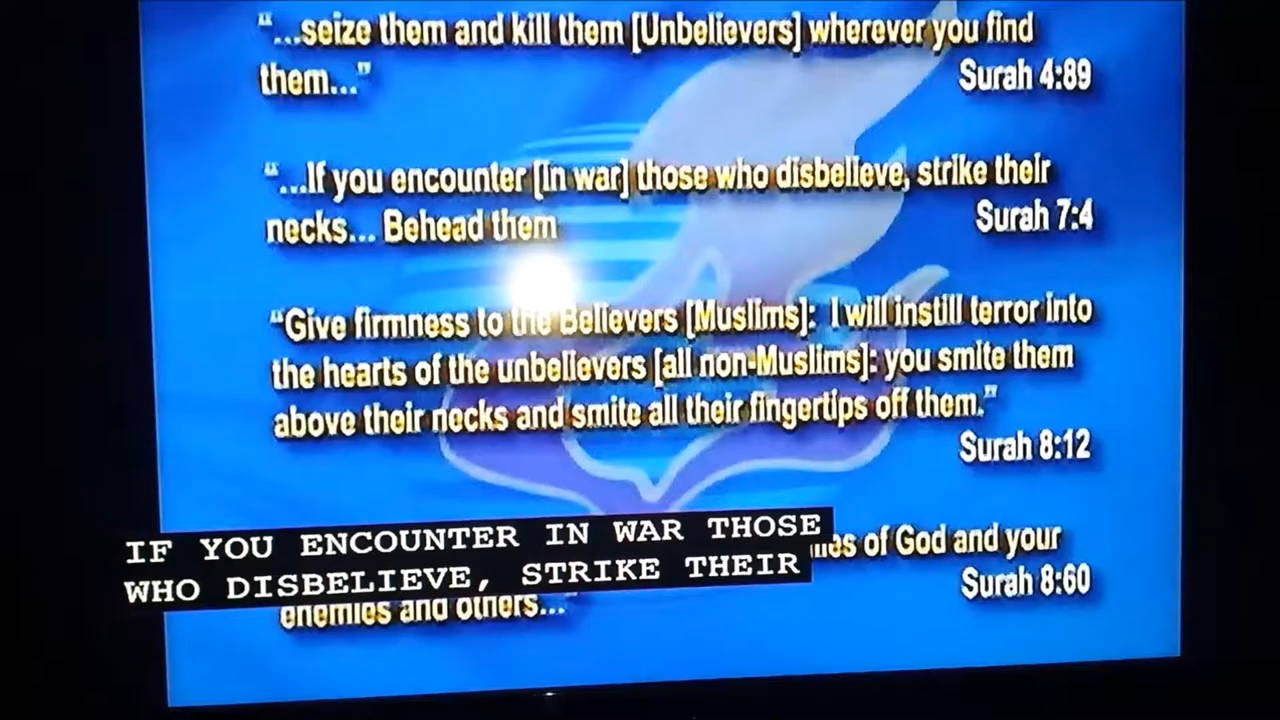 “...seize them and kill them [Unbelievers] wherever you find
them...”
Surah 4:89
“...If you encounter [in war] those who disbelieve, strike their
necks... Behead them
Surah 7:4
“Give firmness to the Believers [Muslims]: I will instill terror into
the hearts of the unbelievers [all non-Muslims]: you smite them
above their necks and smite all their fingertips off them.”
Surah 8:12
of God and your
Surah 8:60
enemies and others...”
IF YOU ENCOUNTER IN WAR THOSE
WHO DISBELIEVE, STRIKE THEIR